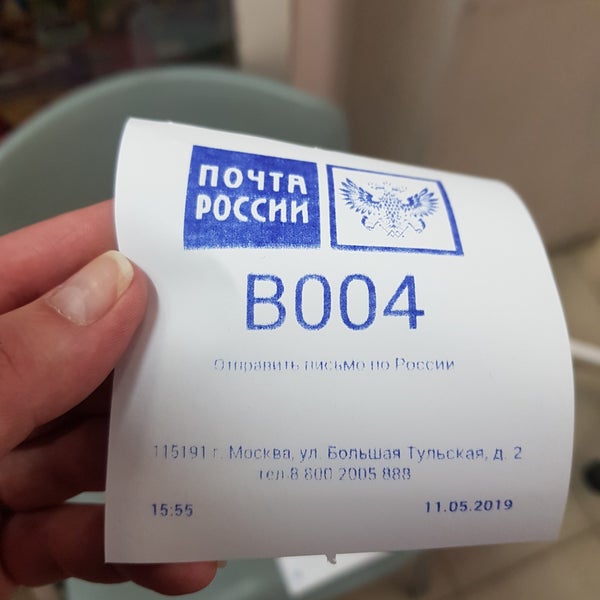 ПОЧТА
РОССИИ
В004
Отправить письмо по России
115191 г. Москва, ул. Большая Тульская, д. 2
тел.8 800 2005 888
15:55
11.05.2019